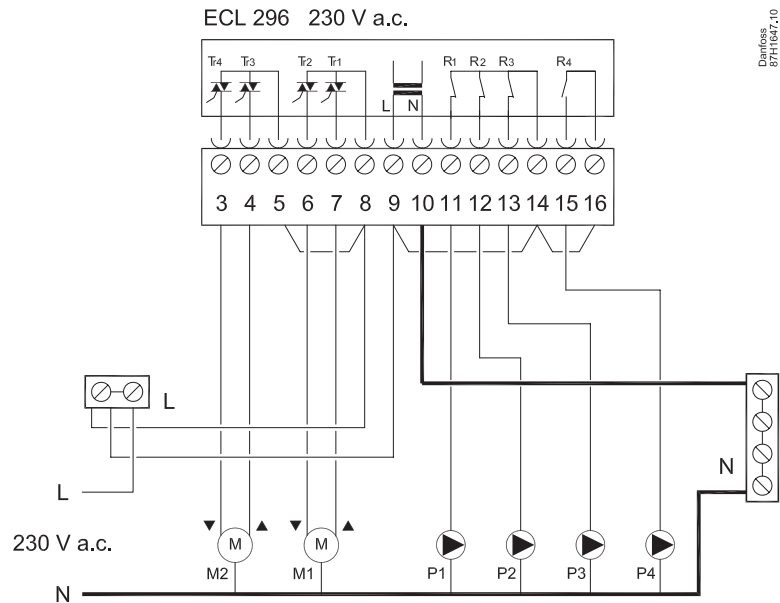 ECL 296 230 V a.c.
Danfoss
87H1647.10
Tr4 Tr3 Tr2 Tr1 R1 R2 R3 R4
L N
3 4 5 6 7 8 9 10 11 12 13 14 15 16
L
N
L
230 V a.c.
M M
M2 M1 P1 P2 P3 P4
N